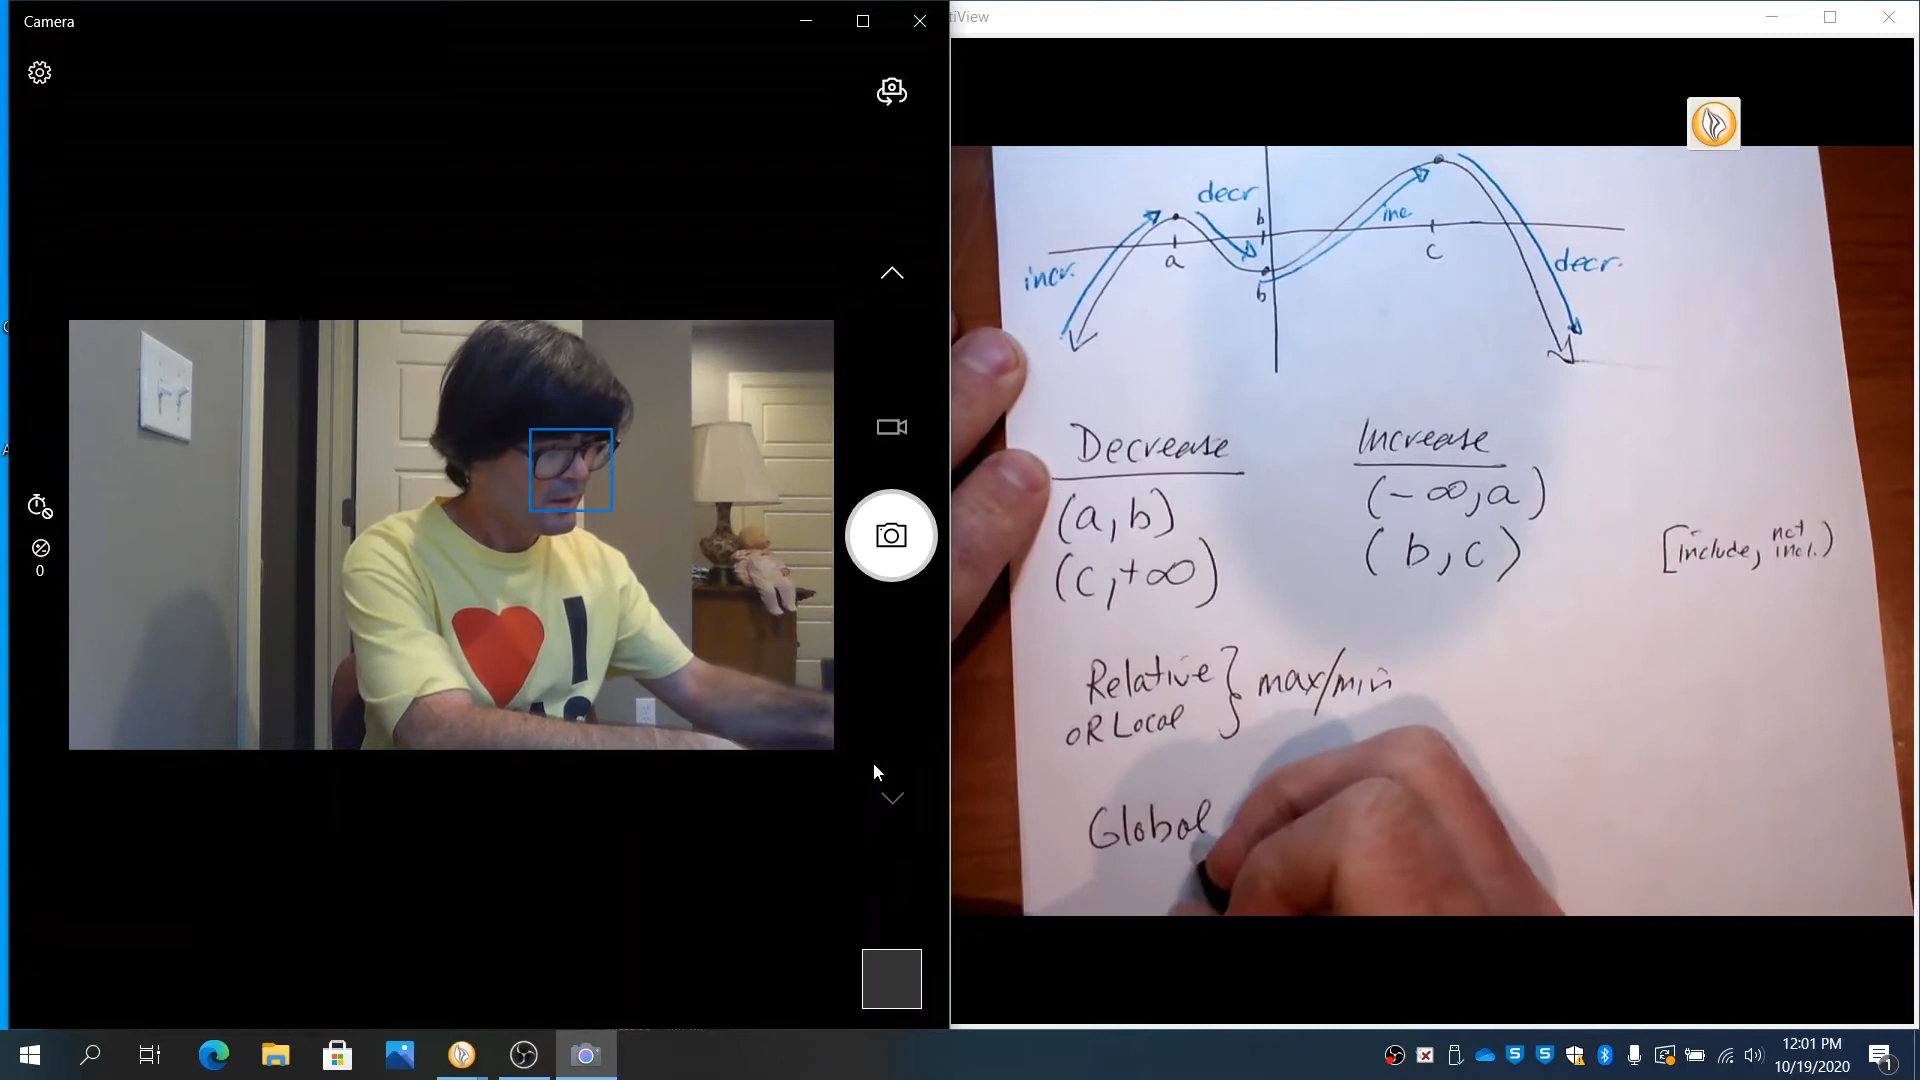 Camera
iView
0
decr
b
inc
a
c
incr.
decr.
b
Decrease
Increase
(a,b)
(-∞,a)
(c,+∞)
(b,c)
[include, not incl.)
Relative } max/min
OR Local
Global
I
12:01 PM
10/19/2020
1